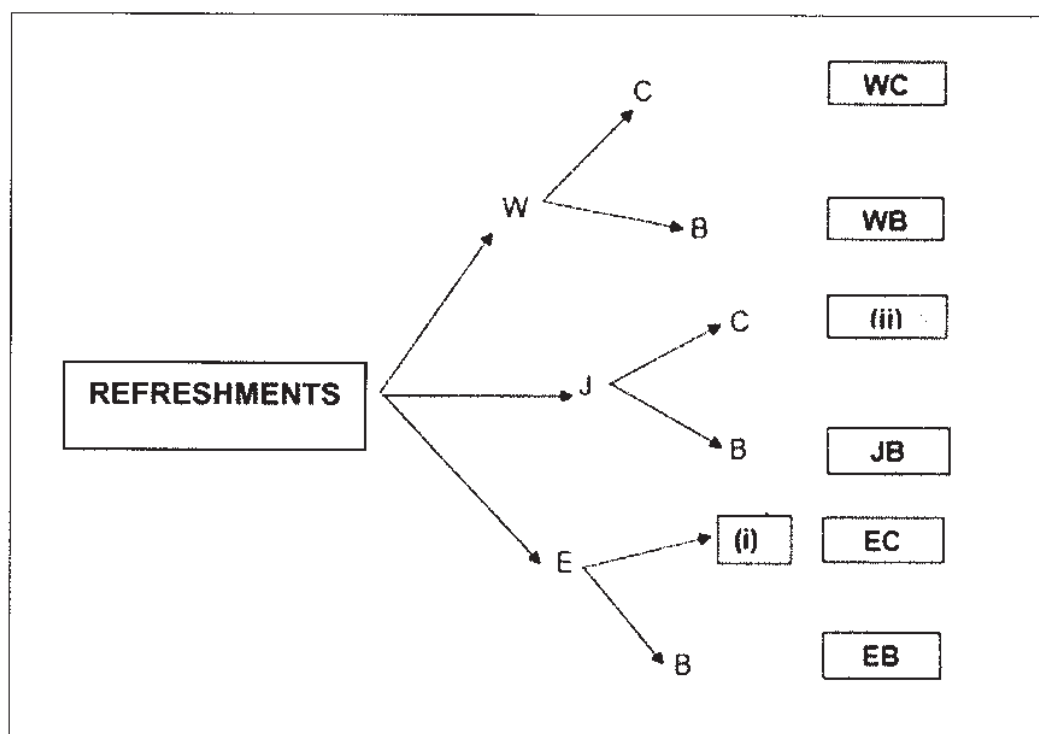 C WC
W
B WB
C (ii)
REFRESHMENTS
J
B JB
(i) EC
E
B EB